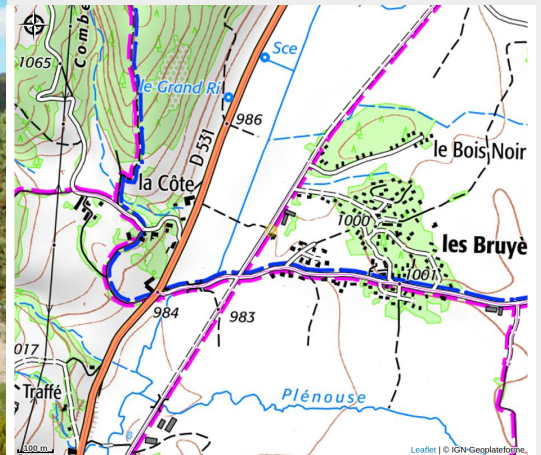 Combe
1065
Sce
le Grand Ri
986
D 531
le Bois Noir
la Côte
1000
les Bruyè
1001
984
983
017
Traffé
Plénouse
100 m
Leaflet | © IGN-Geoplateforme